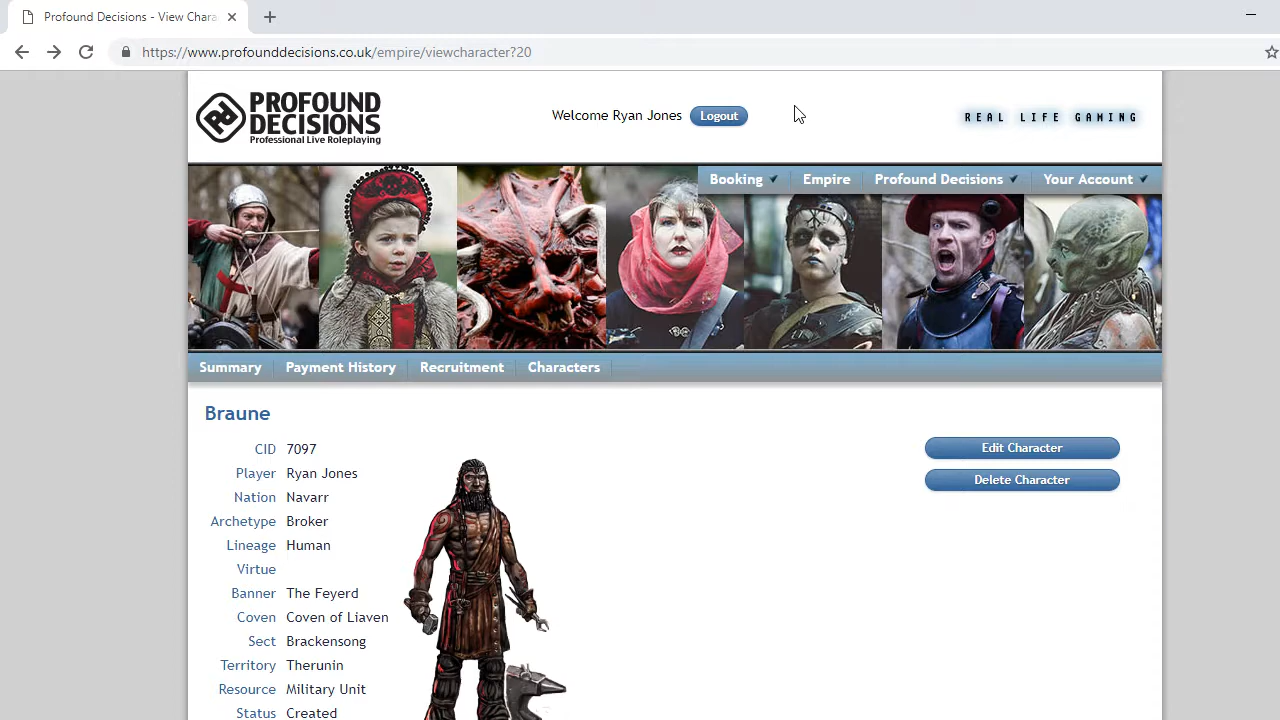 Profound Decisions - View Chara
https://www.profounddecisions.co.uk/empire/viewcharacter?20
PROFOUND
DECISIONS
Professional Live Roleplaying
Welcome Ryan Jones Logout
REAL LIFE GAMING
Booking Empire Profound Decisions Your Account
Summary Payment History Recruitment Characters
Braune
CID 7097
Player Ryan Jones
Nation Navarr
Archetype Broker
Lineage Human
Virtue
Banner The Feyerd
Coven Coven of Liaven
Sect Brackensong
Territory Therunin
Resource Military Unit
Status Created
Edit Character
Delete Character